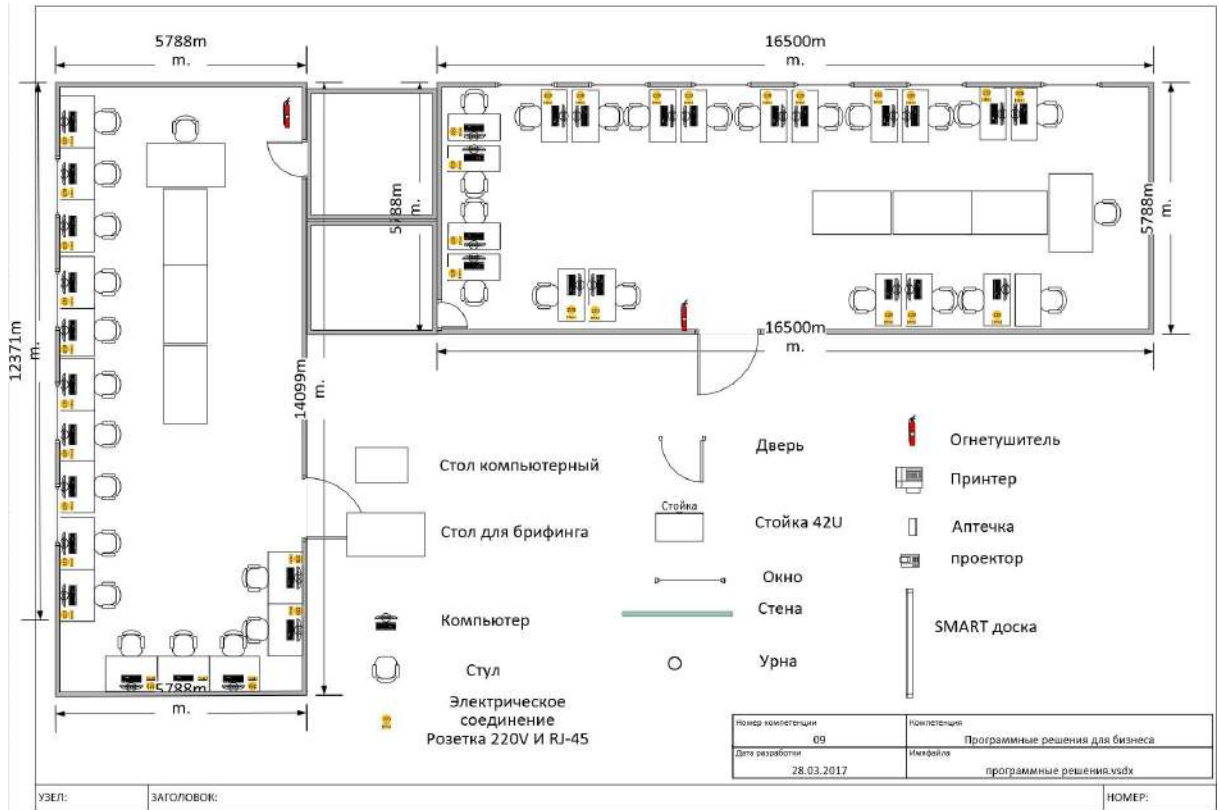 5788m
m.
16500m
m.
5788m
m.
5788m
m.
12371m
m.
14099m
m.
16500m
m.
5788m
m.
Стол компьютерный
Стол для брифинга
Компьютер
Стул
Электрическое
соединение
Розетка 220V И RJ-45
Дверь
Стойка
Стойка 42U
Окно
Стена
Урна
Огнетушитель
Принтер
Аптечка
проектор
SMART доска
Номер компетенции
09
Компетенция
Программные решения для бизнеса
Дата разработки
28.03.2017
Имяфайла
программные решения.vsdx
УЗЕЛ:
ЗАГОЛОВОК:
НОМЕР: